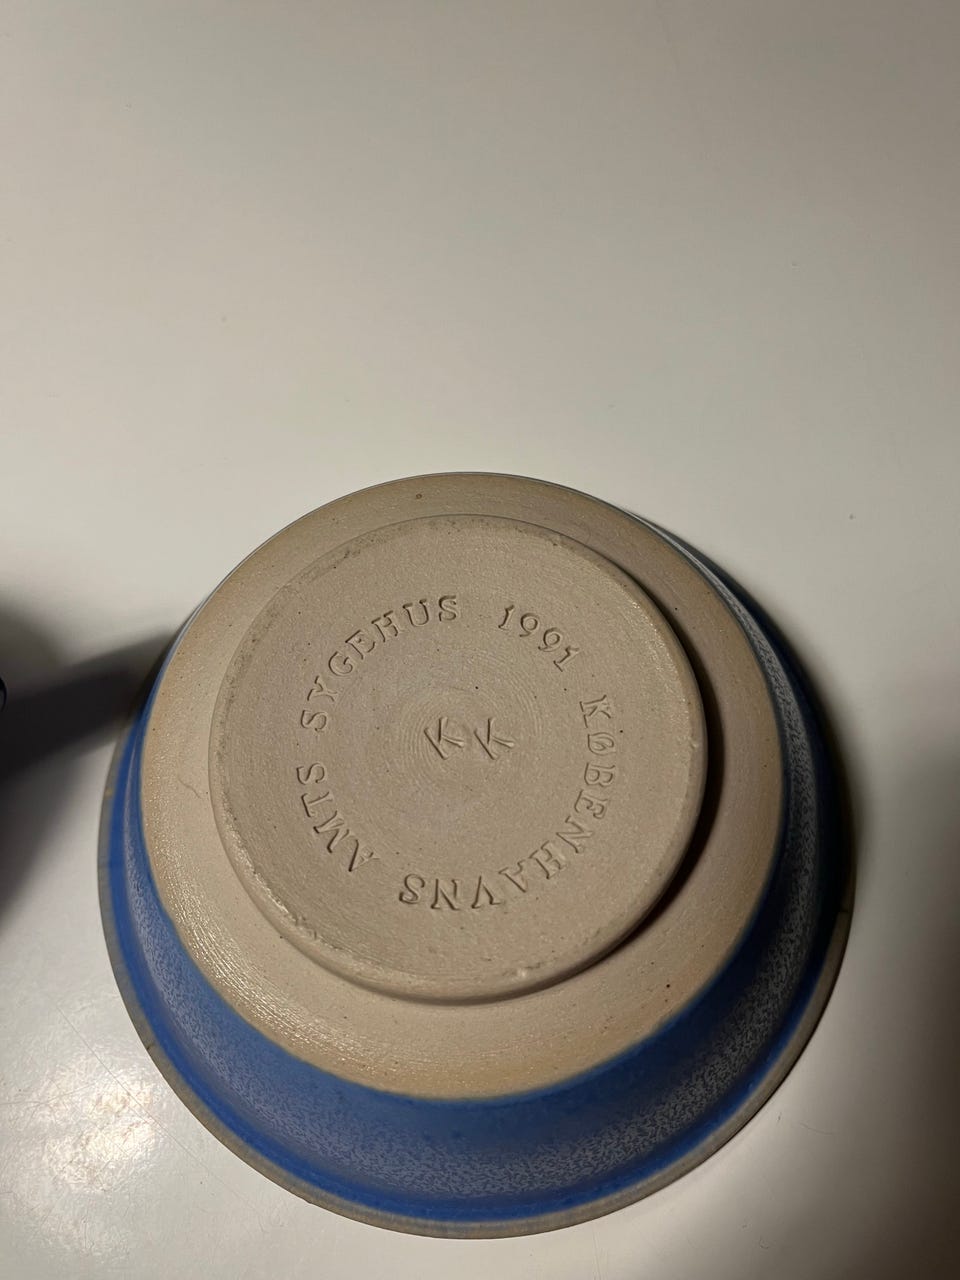 KØBENHAVNS AMTS SYGEHUS 1991
KK